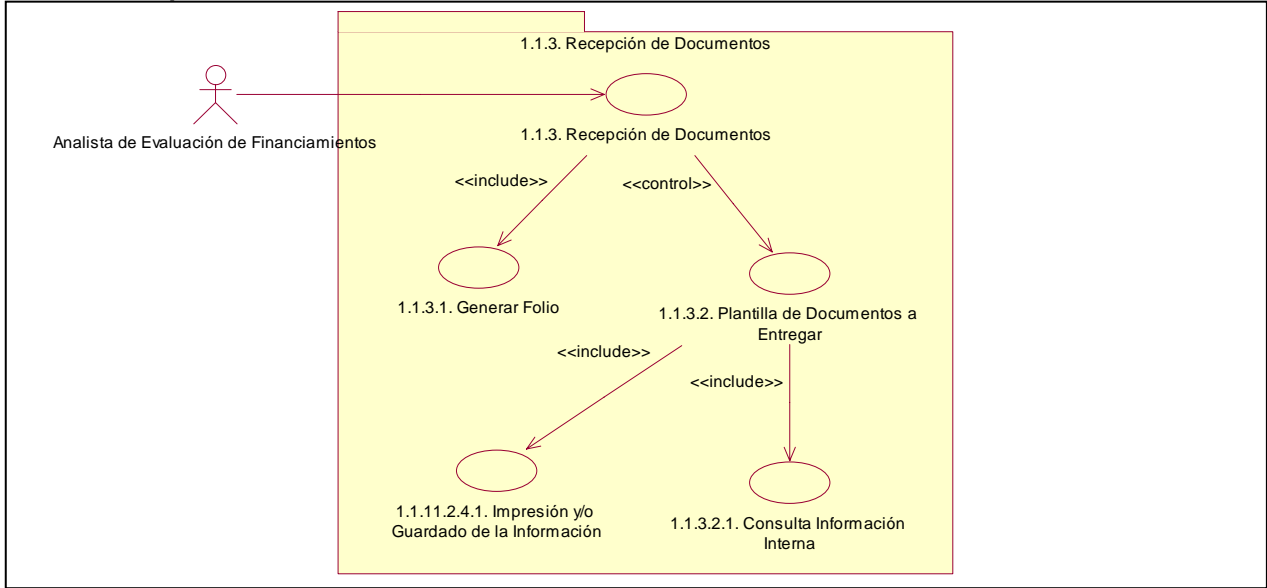 1.1.3. Recepción de Documentos
Analista de Evaluación de Financiamientos
1.1.3. Recepción de Documentos
<<include>>
<<control>>
1.1.3.1. Generar Folio
1.1.3.2. Plantilla de Documentos a
Entregar
<<include>>
<<include>>
1.1.11.2.4.1. Impresión y/o
Guardado de la Información
1.1.3.2.1. Consulta Información
Interna